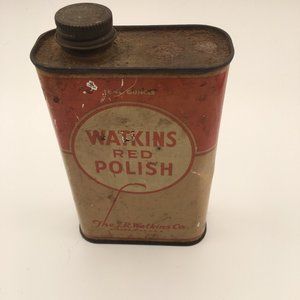 WATKINS
RED
POLISH
The J.R. Watkins Co.